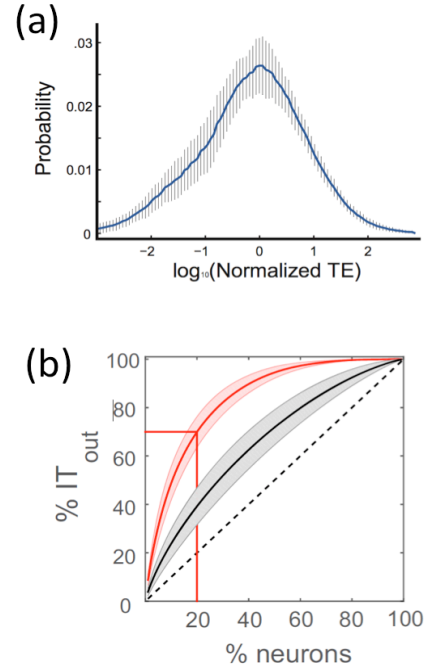 (a)
.03
0.02
0.01
0
Probability
−2 −1 0 1 2
log₁₀(Normalized TE)
(b)
100
80
60
40
20
0
% IT out
20 40 60 80 100
% neurons